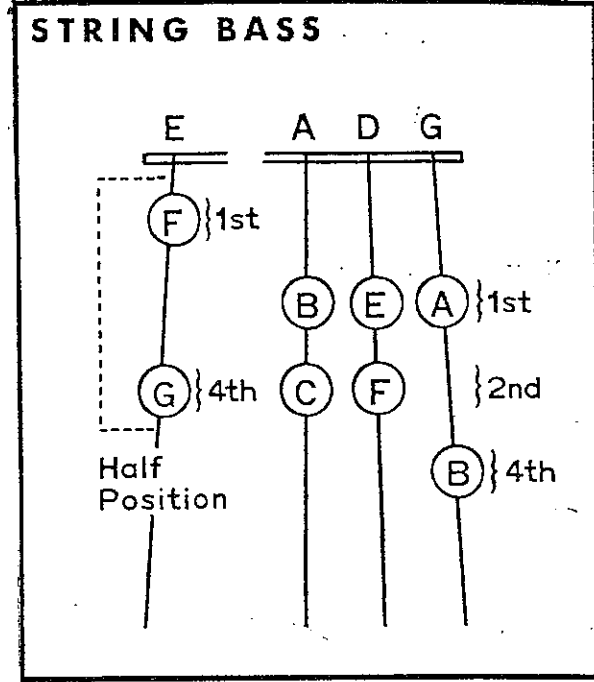 STRING BASS
E A D G
F }1st
B E A }1st
G }4th C F }2nd
B }4th
Half
Position